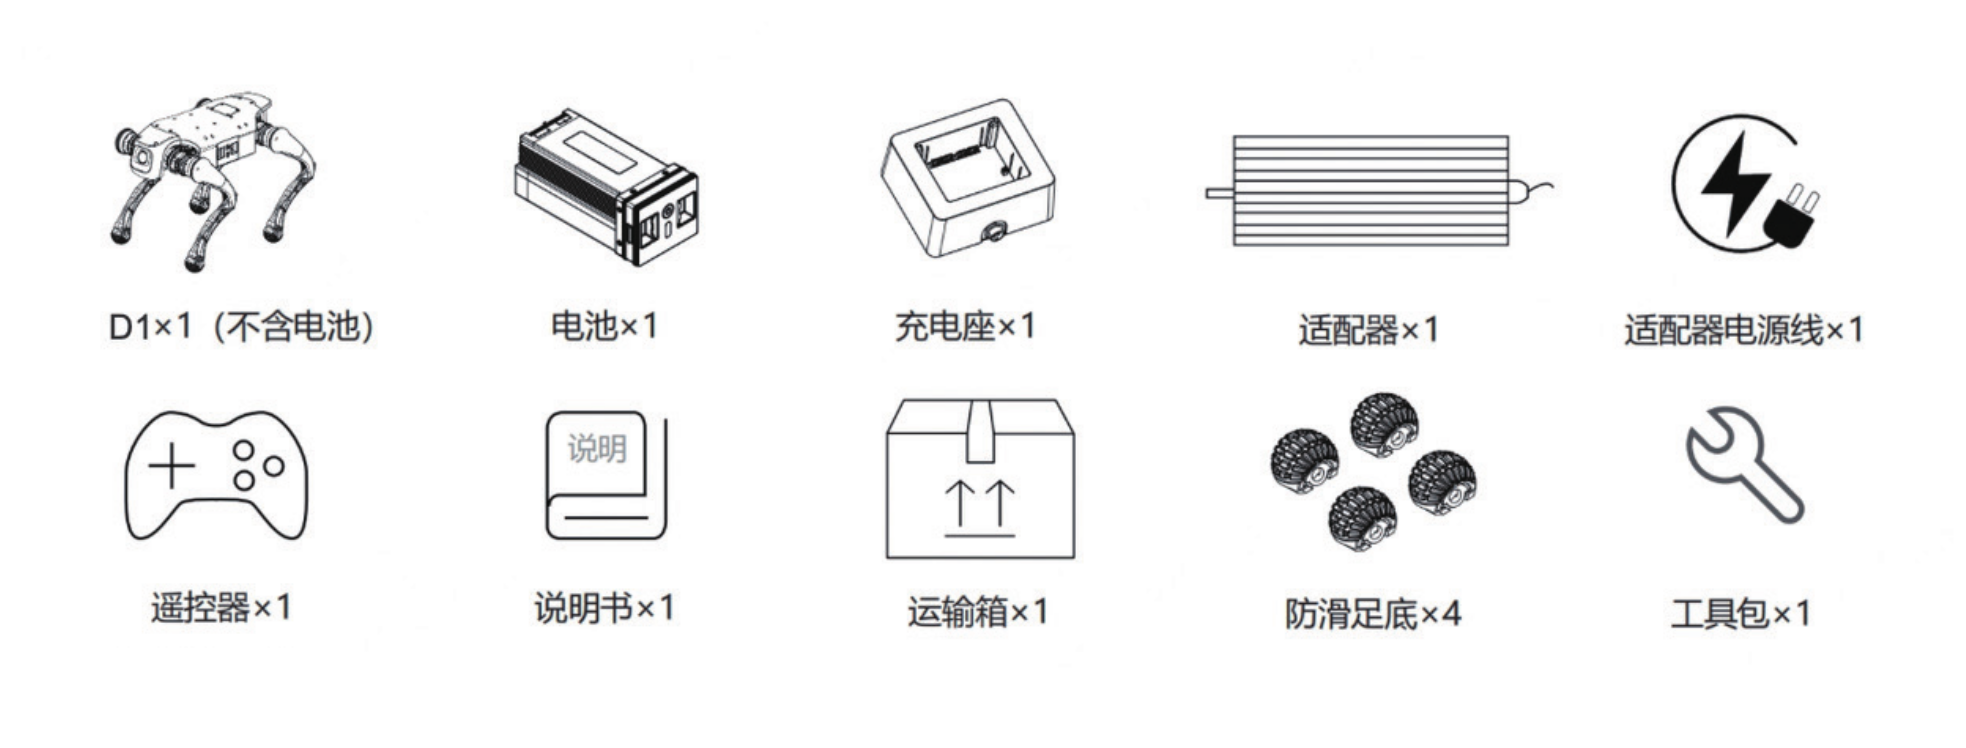 D1×1（不含电池）
电池×1
充电座×1
适配器×1
适配器电源线×1
说明
遥控器×1
说明书×1
运输箱×1
防滑足底×4
工具包×1